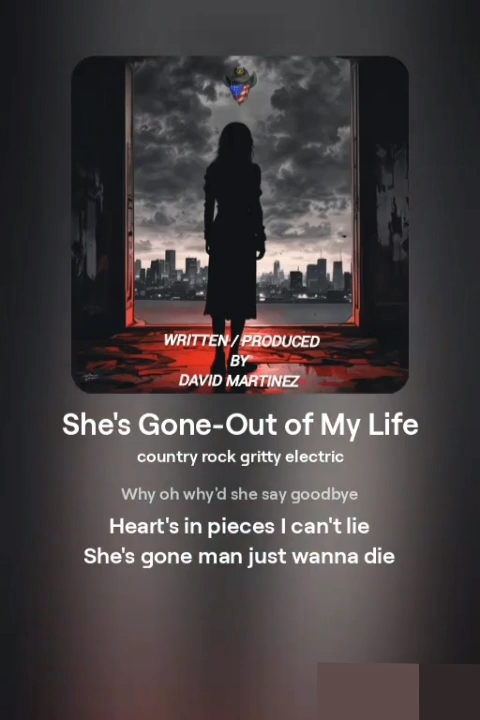 WRITTEN / PRODUCED
BY
DAVID MARTINEZ
She's Gone-Out of My Life
country rock gritty electric
Why oh why'd she say goodbye
Heart's in pieces I can't lie
She's gone man just wanna die